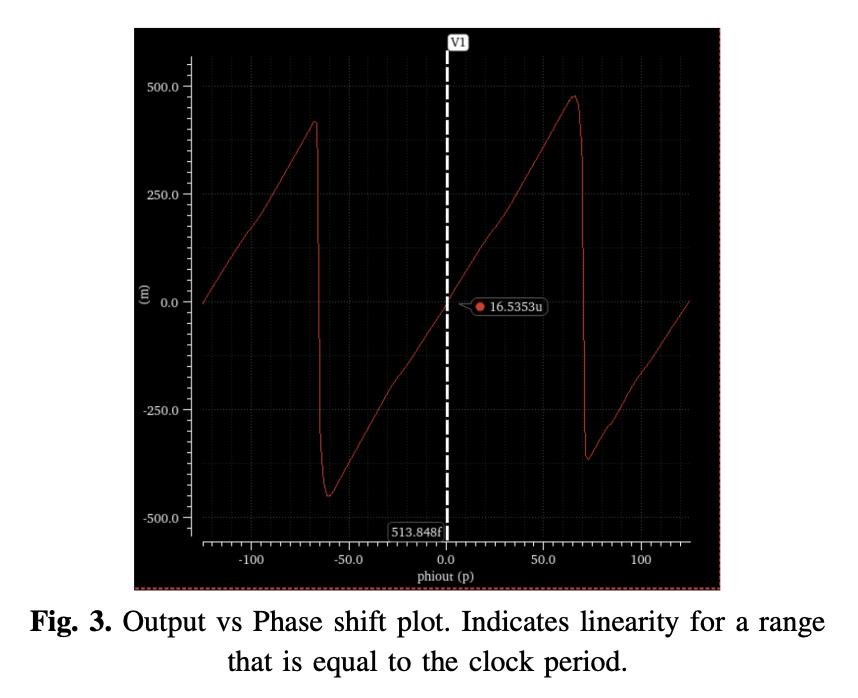 V1
500.0
250.0
(m)
0.0
16.5353u
-250.0
-500.0
513.848f
-100 -50.0 0.0 50.0 100
phiout (p)
Fig. 3. Output vs Phase shift plot. Indicates linearity for a range
that is equal to the clock period.